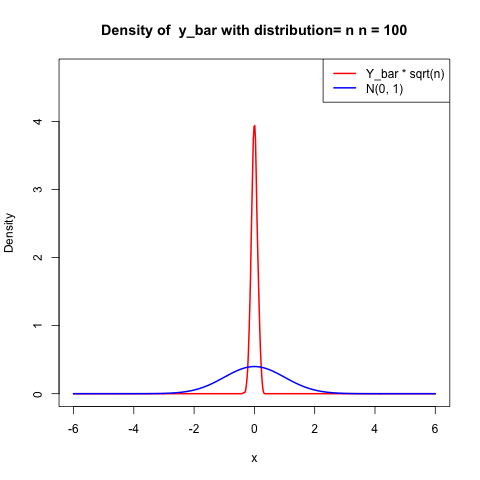 Density of  y_bar with distribution= n n = 100
Y_bar * sqrt(n)
N(0, 1)
Density
4
3
2
1
0
-6 -4 -2 0 2 4 6
x